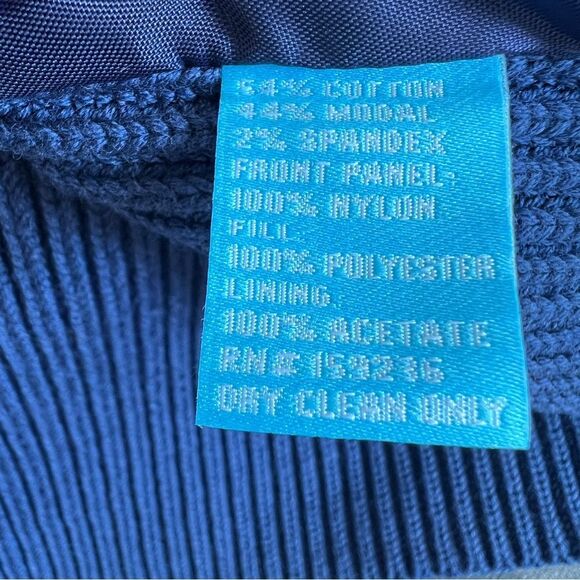 54% COTTON
44% MODAL
2% SPANDEX
FRONT PANEL:
100% NYLON
FILL:
100% POLYESTER
LINING:
100% ACETATE
RN# 159236
DRY CLEAN ONLY